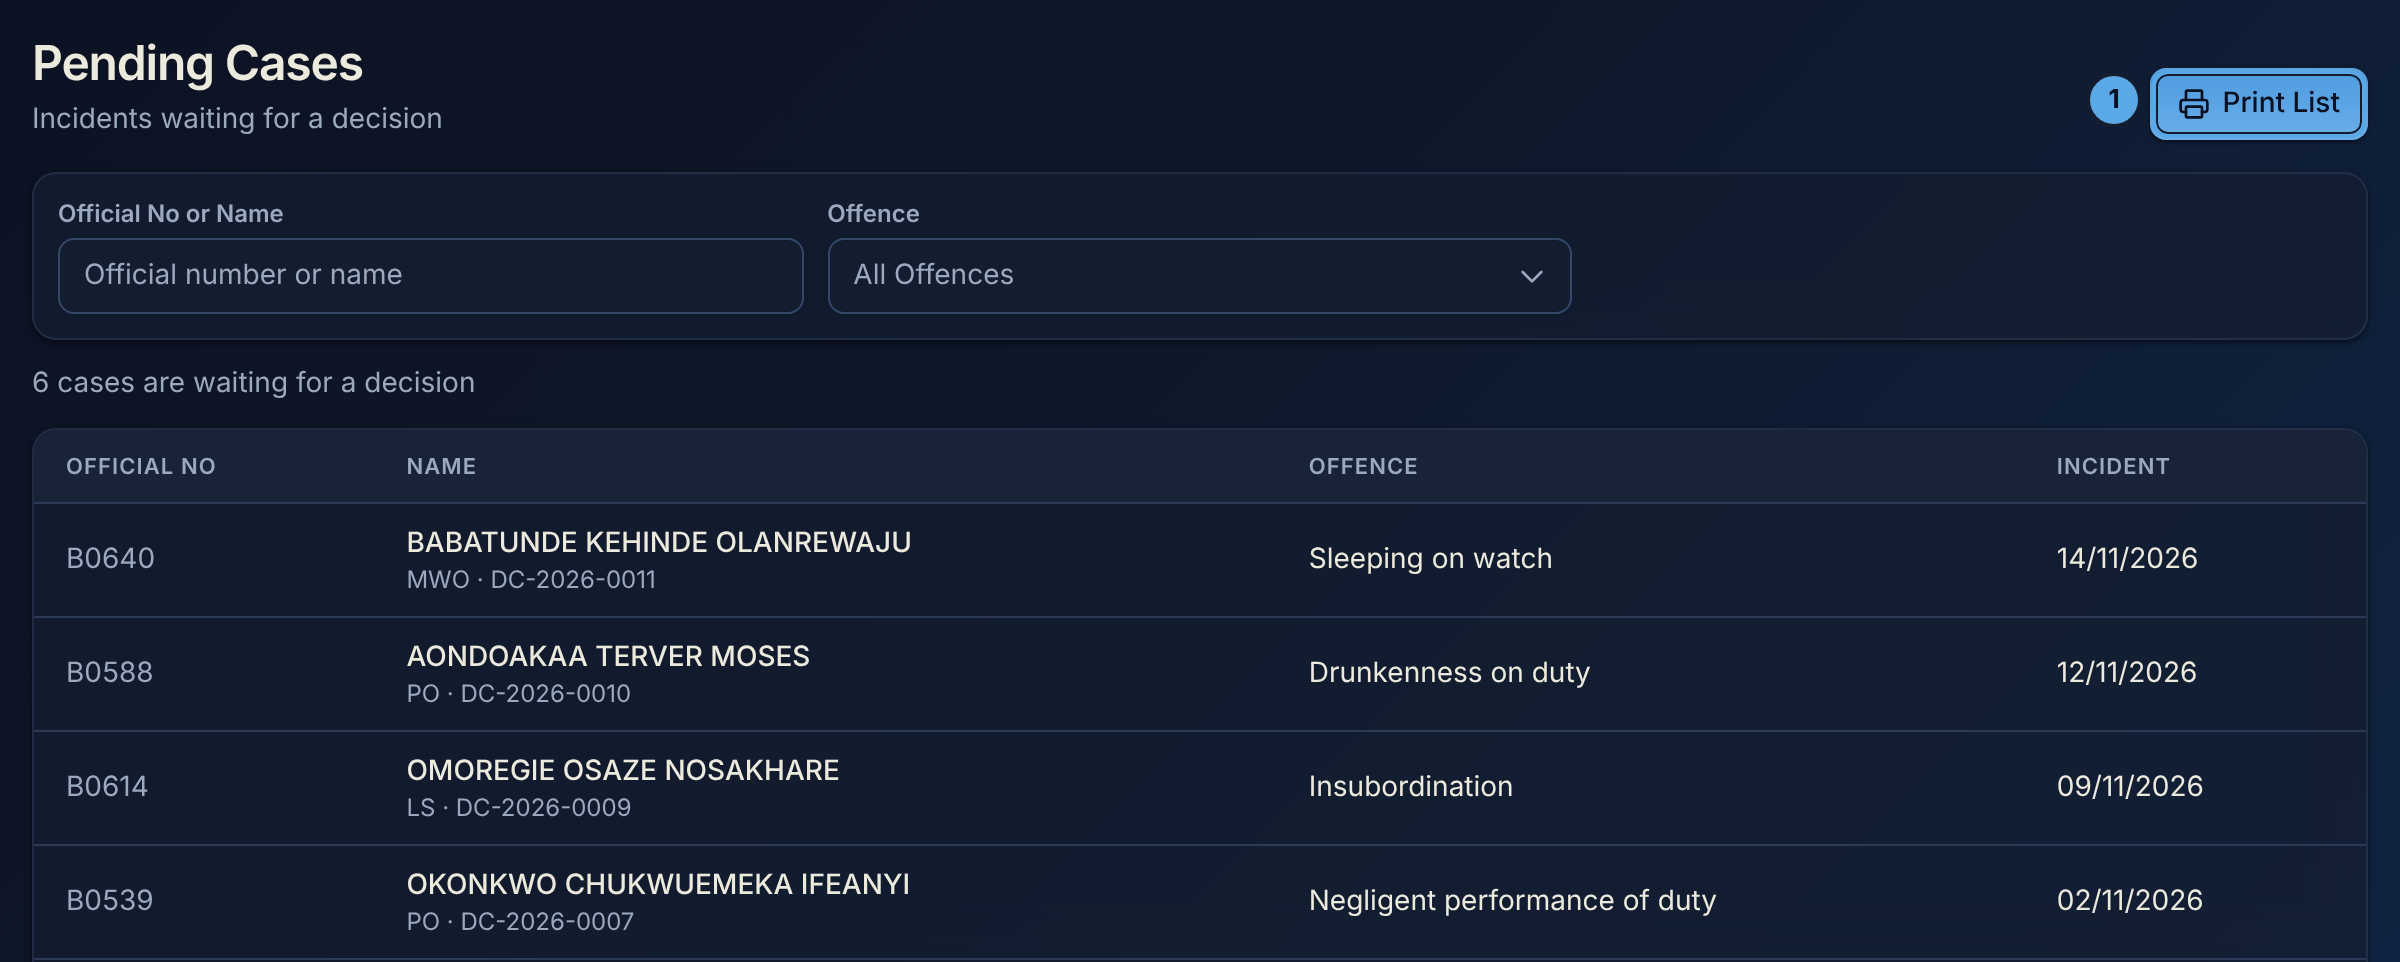 Pending Cases
Incidents waiting for a decision
1
Print List
Official No or Name
Offence
Official number or name
All Offences
6 cases are waiting for a decision
OFFICIAL NO NAME OFFENCE INCIDENT
B0640 BABATUNDE KEHINDE OLANREWAJU Sleeping on watch 14/11/2026
MWO · DC-2026-0011
B0588 AONDOAKAA TERVER MOSES Drunkenness on duty 12/11/2026
PO · DC-2026-0010
B0614 OMOREGIE OSAZE NOSAKHARE Insubordination 09/11/2026
LS · DC-2026-0009
B0539 OKONKWO CHUKWUEMEKA IFEANYI Negligent performance of duty 02/11/2026
PO · DC-2026-0007